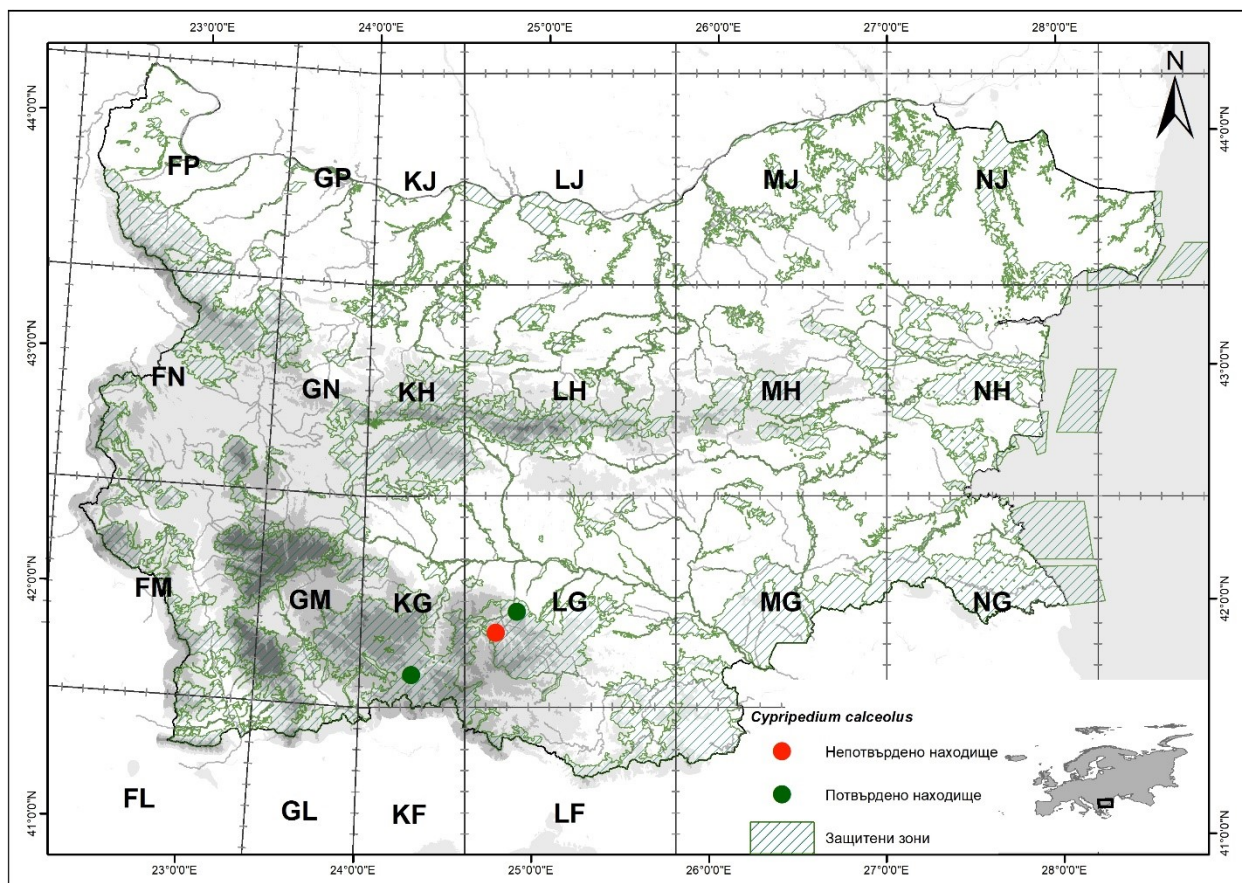 23°0'0"E 24°0'0"E 25°0'0"E 26°0'0"E 27°0'0"E 28°0'0"E
N
44°0'0"N
44°0'0"N
FP GP KJ LJ MJ NJ
43°0'0"N
43°0'0"N
FN GN KH LH MH NH
42°0'0"N
42°0'0"N
FM GM KG LG MG NG
Cypripedium calceolus
Непотвърдено находище
Потвърдено находище
Защитени зони
41°0'0"N
41°0'0"N
FL GL KF LF
23°0'0"E 24°0'0"E 25°0'0"E 26°0'0"E 27°0'0"E 28°0'0"E